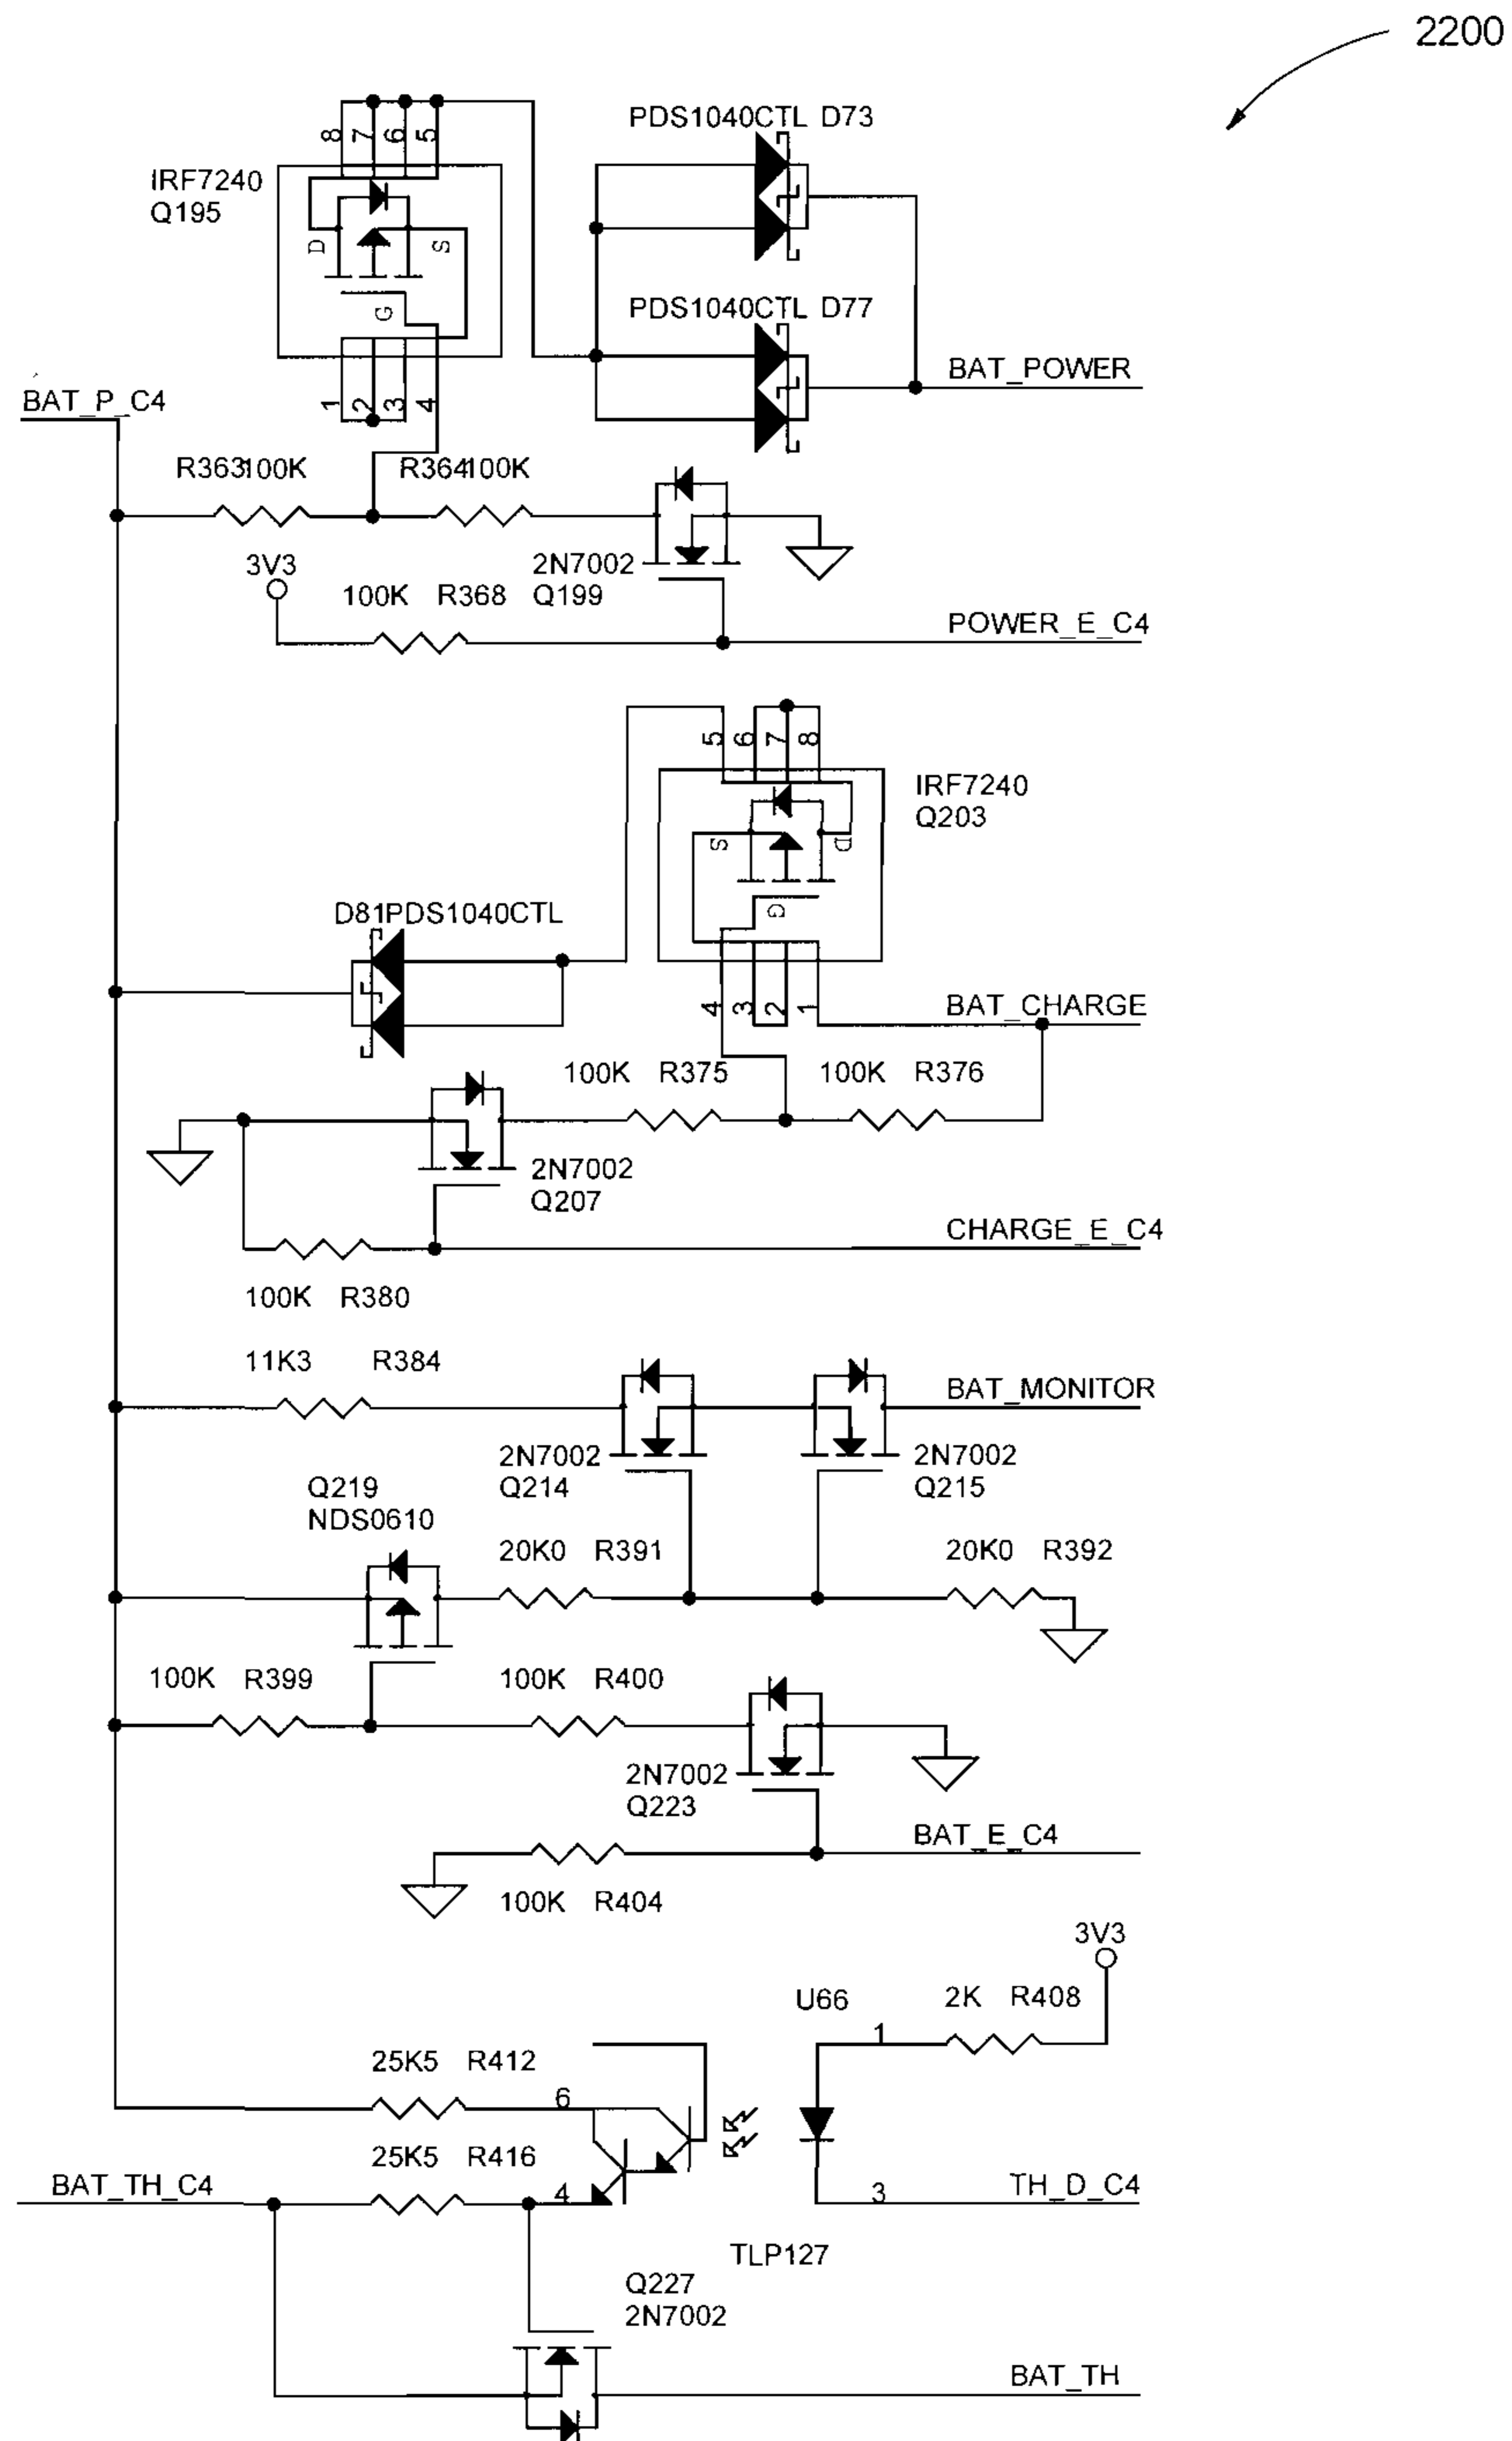 2200
PDS1040CTL D73
8 7 6 5
IRF7240
Q195
D S
G
PDS1040CTL D77
BAT_POWER
BAT_P_C4
1 2 3 4
R363 100K R364 100K
3V3
2N7002
Q199
100K R368
POWER_E_C4
5 6 7 8
IRF7240
Q203
S D
G
D81PDS1040CTL
4 3 2 1
BAT_CHARGE
100K R375 100K R376
2N7002
Q207
CHARGE_E_C4
100K R380
11K3 R384
BAT_MONITOR
2N7002
Q214
2N7002
Q215
Q219
NDS0610
20K0 R391 20K0 R392
100K R399 100K R400
2N7002
Q223
BAT_E_C4
100K R404
3V3
U66 2K R408
1
25K5 R412 6
25K5 R416
BAT_TH_C4 4 3 TH_D_C4
TLP127
Q227
2N7002
BAT_TH